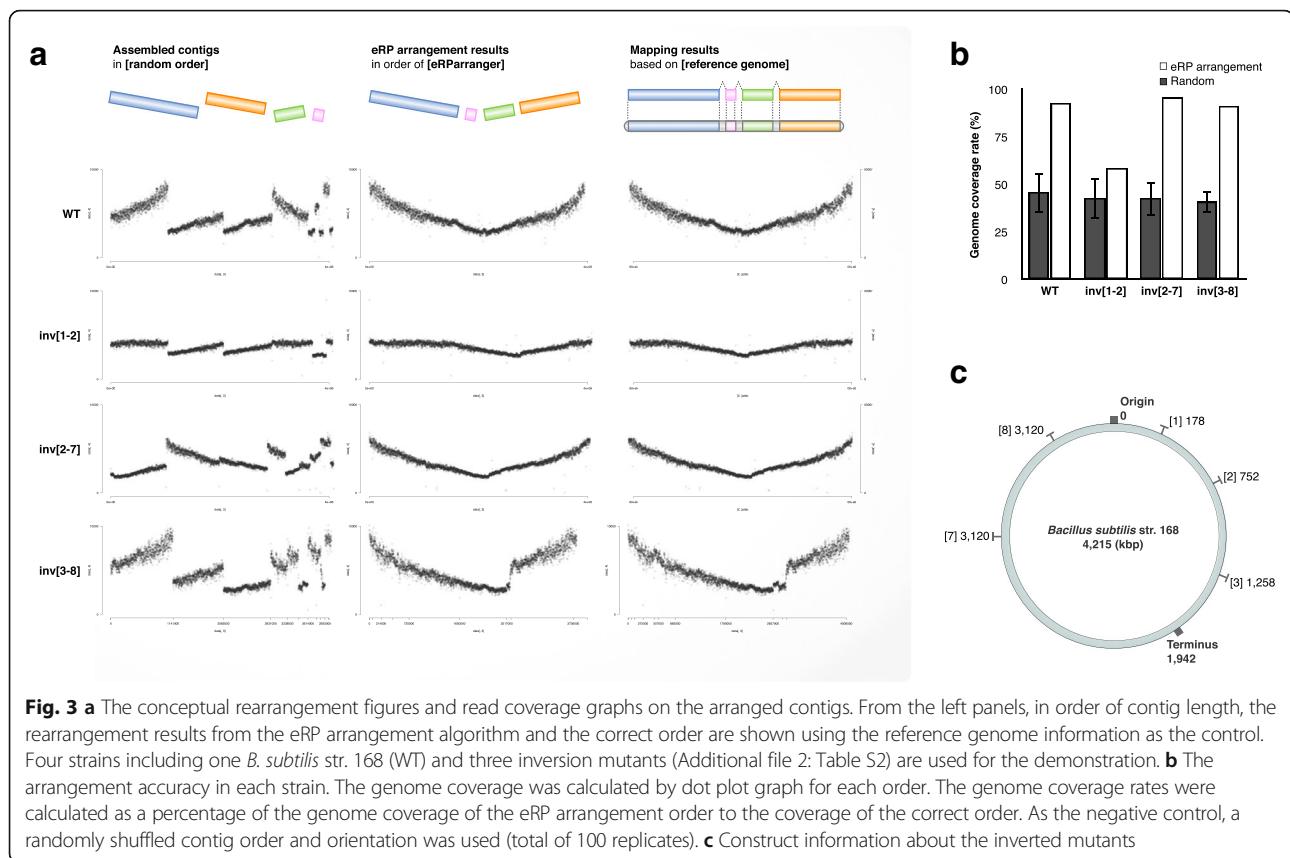 a
Assembled contigs
in [random order]
eRP arrangement results
in order of [eRParranger]
Mapping results
based on [reference genome]
WT
inv[1-2]
inv[2-7]
inv[3-8]
b
eRP arrangement
Random
Genome coverage rate (%)
100
75
50
25
0
WT inv[1-2] inv[2-7] inv[3-8]
c
Origin
0
[1] 178
[2] 752
[3] 1,258
Terminus
1,942
[7] 3,120
[8] 3,120
Bacillus subtilis str. 168
4,215 (kbp)
Fig. 3 a The conceptual rearrangement figures and read coverage graphs on the arranged contigs. From the left panels, in order of contig length, the
rearrangement results from the eRP arrangement algorithm and the correct order are shown using the reference genome information as the control.
Four strains including one B. subtilis str. 168 (WT) and three inversion mutants (Additional file 2: Table S2) are used for the demonstration. b The
arrangement accuracy in each strain. The genome coverage was calculated by dot plot graph for each order. The genome coverage rates were
calculated as a percentage of the genome coverage of the eRP arrangement order to the coverage of the correct order. As the negative control, a
randomly shuffled contig order and orientation was used (total of 100 replicates). c Construct information about the inverted mutants